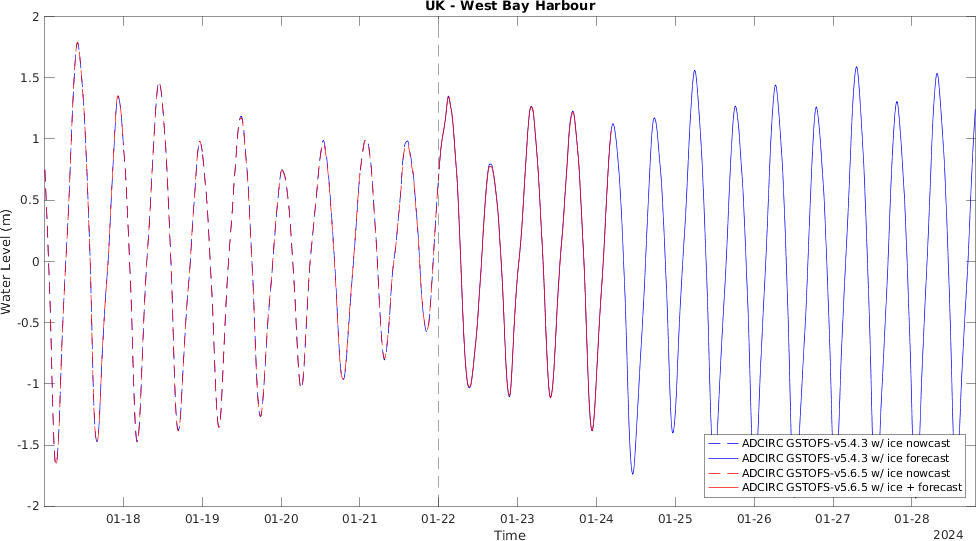 UK - West Bay Harbour
2
1.5
1
0.5
0
-0.5
-1
-1.5
-2
Water Level (m)
ADCIRC GSTOFS-v5.4.3 w/ ice nowcast
ADCIRC GSTOFS-v5.4.3 w/ ice forecast
ADCIRC GSTOFS-v5.6.5 w/ ice nowcast
ADCIRC GSTOFS-v5.6.5 w/ ice + forecast
01-18 01-19 01-20 01-21 01-22 01-23 01-24 01-25 01-26 01-27 01-28
Time
2024